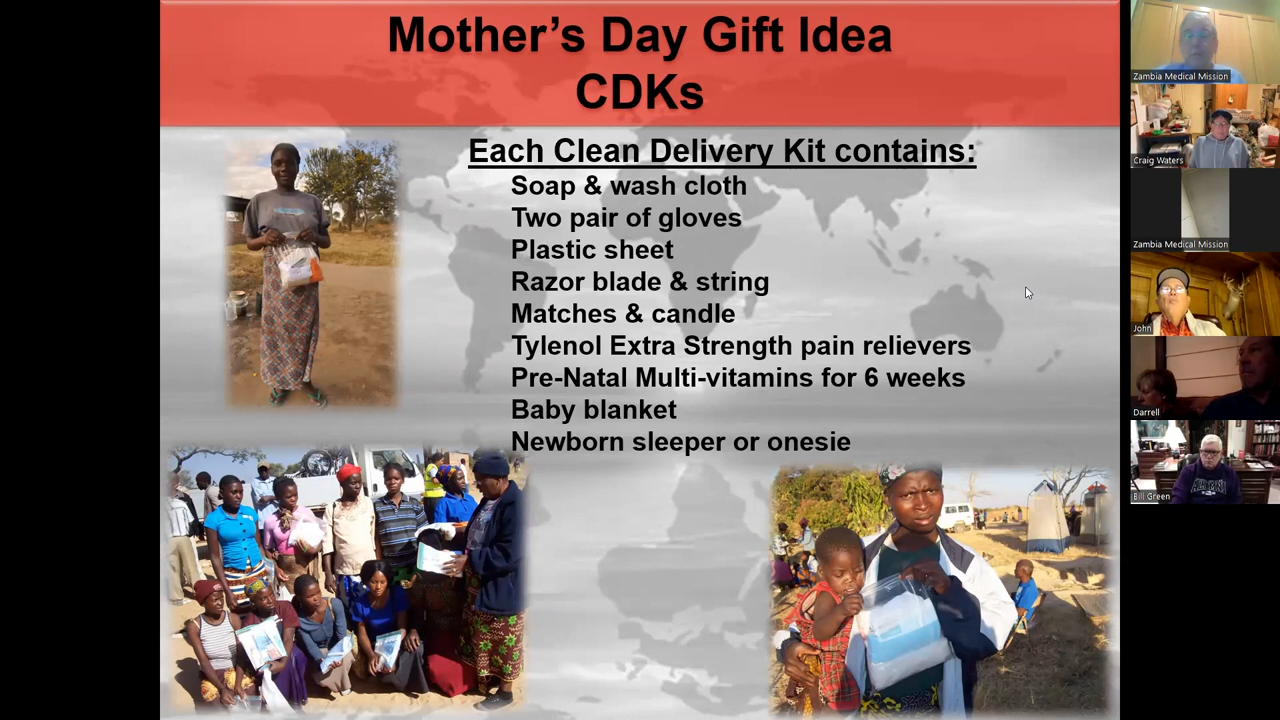 Mother's Day Gift Idea
CDKs
Each Clean Delivery Kit contains:
Soap & wash cloth
Two pair of gloves
Plastic sheet
Razor blade & string
Matches & candle
Tylenol Extra Strength pain relievers
Pre-Natal Multi-vitamins for 6 weeks
Baby blanket
Newborn sleeper or onesie
Zambia Medical Mission
Craig Waters
Zambia Medical Mission
John
Darrell
Bill Green